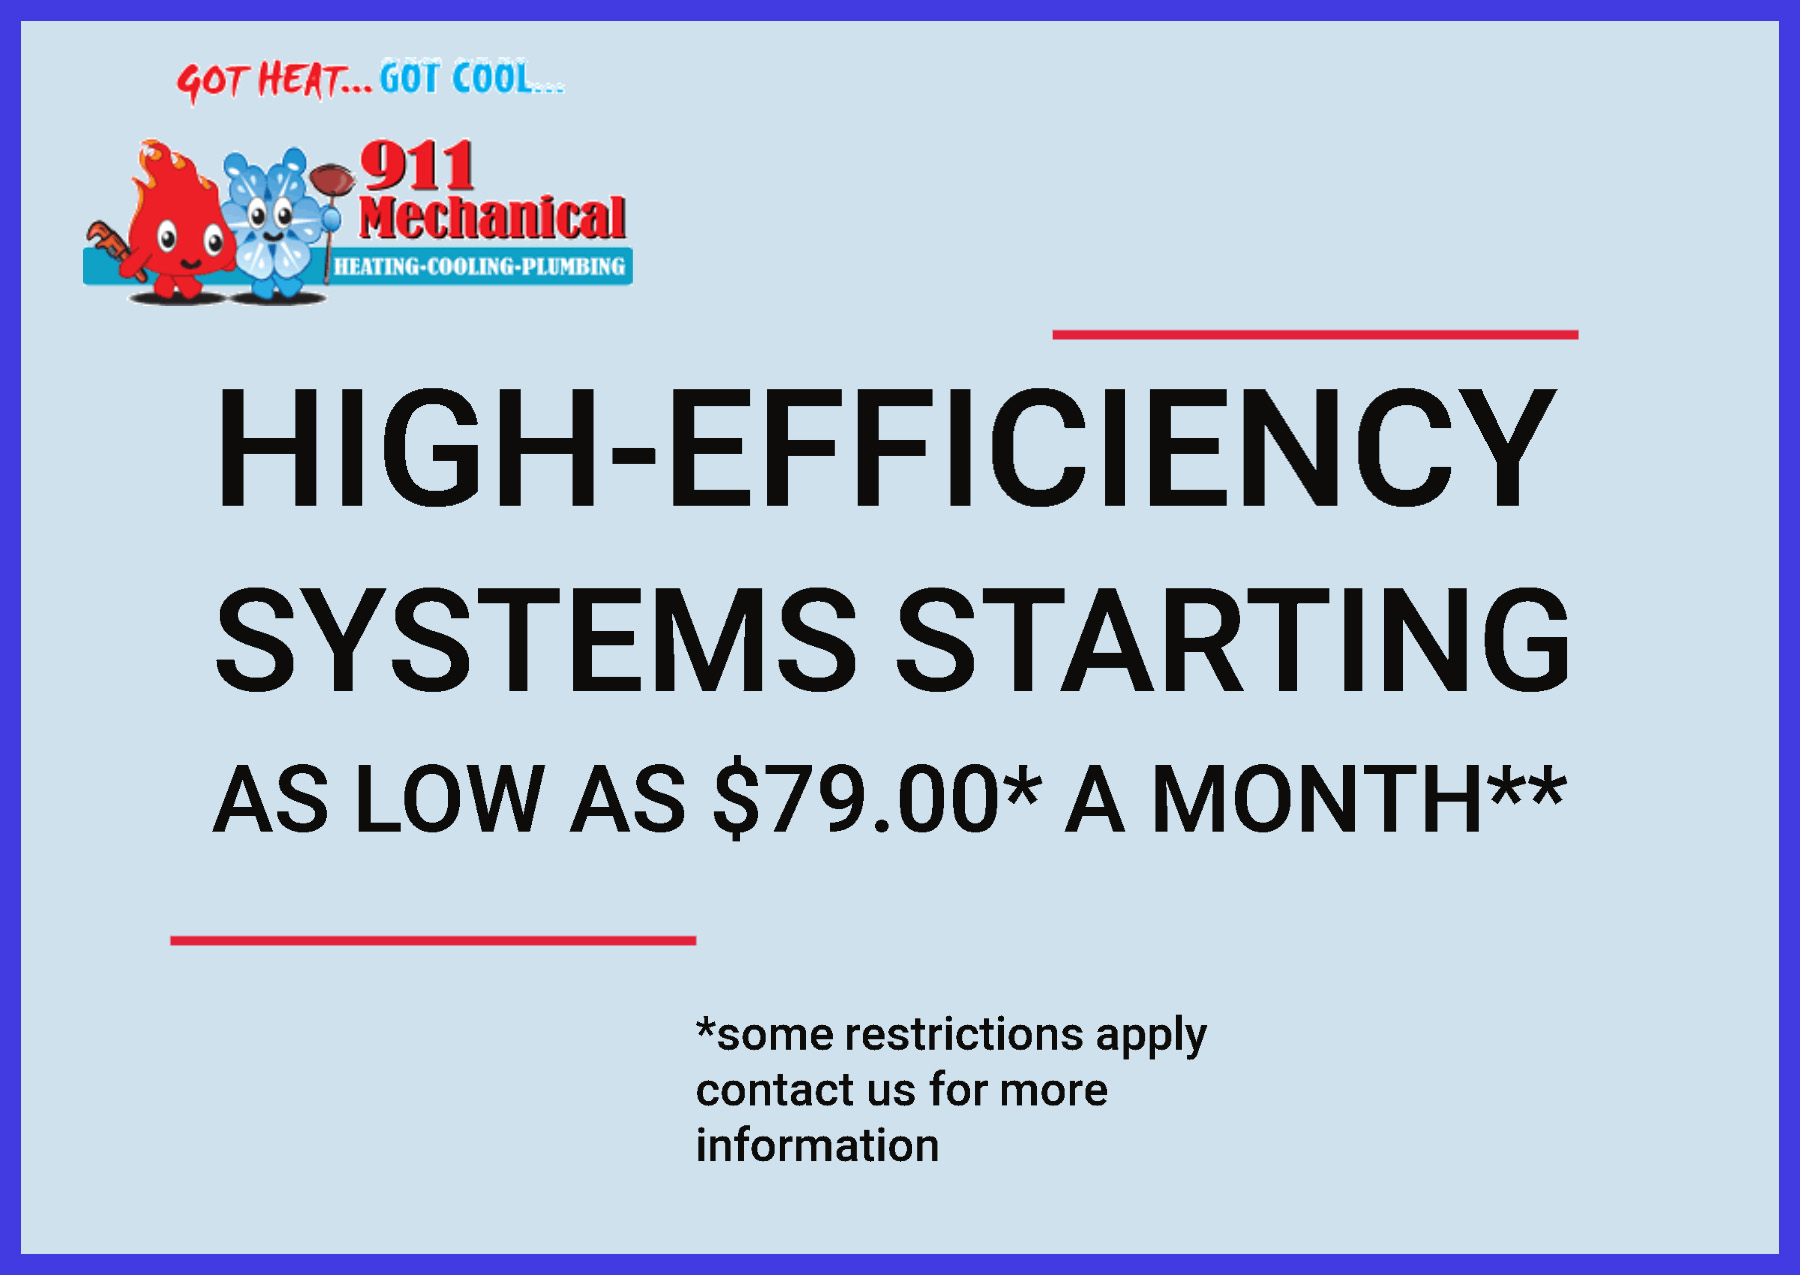 GOT HEAT... GOT COOL...
911
Mechanical
HEATING-COOLING-PLUMBING
HIGH-EFFICIENCY
SYSTEMS STARTING
AS LOW AS $79.00* A MONTH**
*some restrictions apply
contact us for more
information